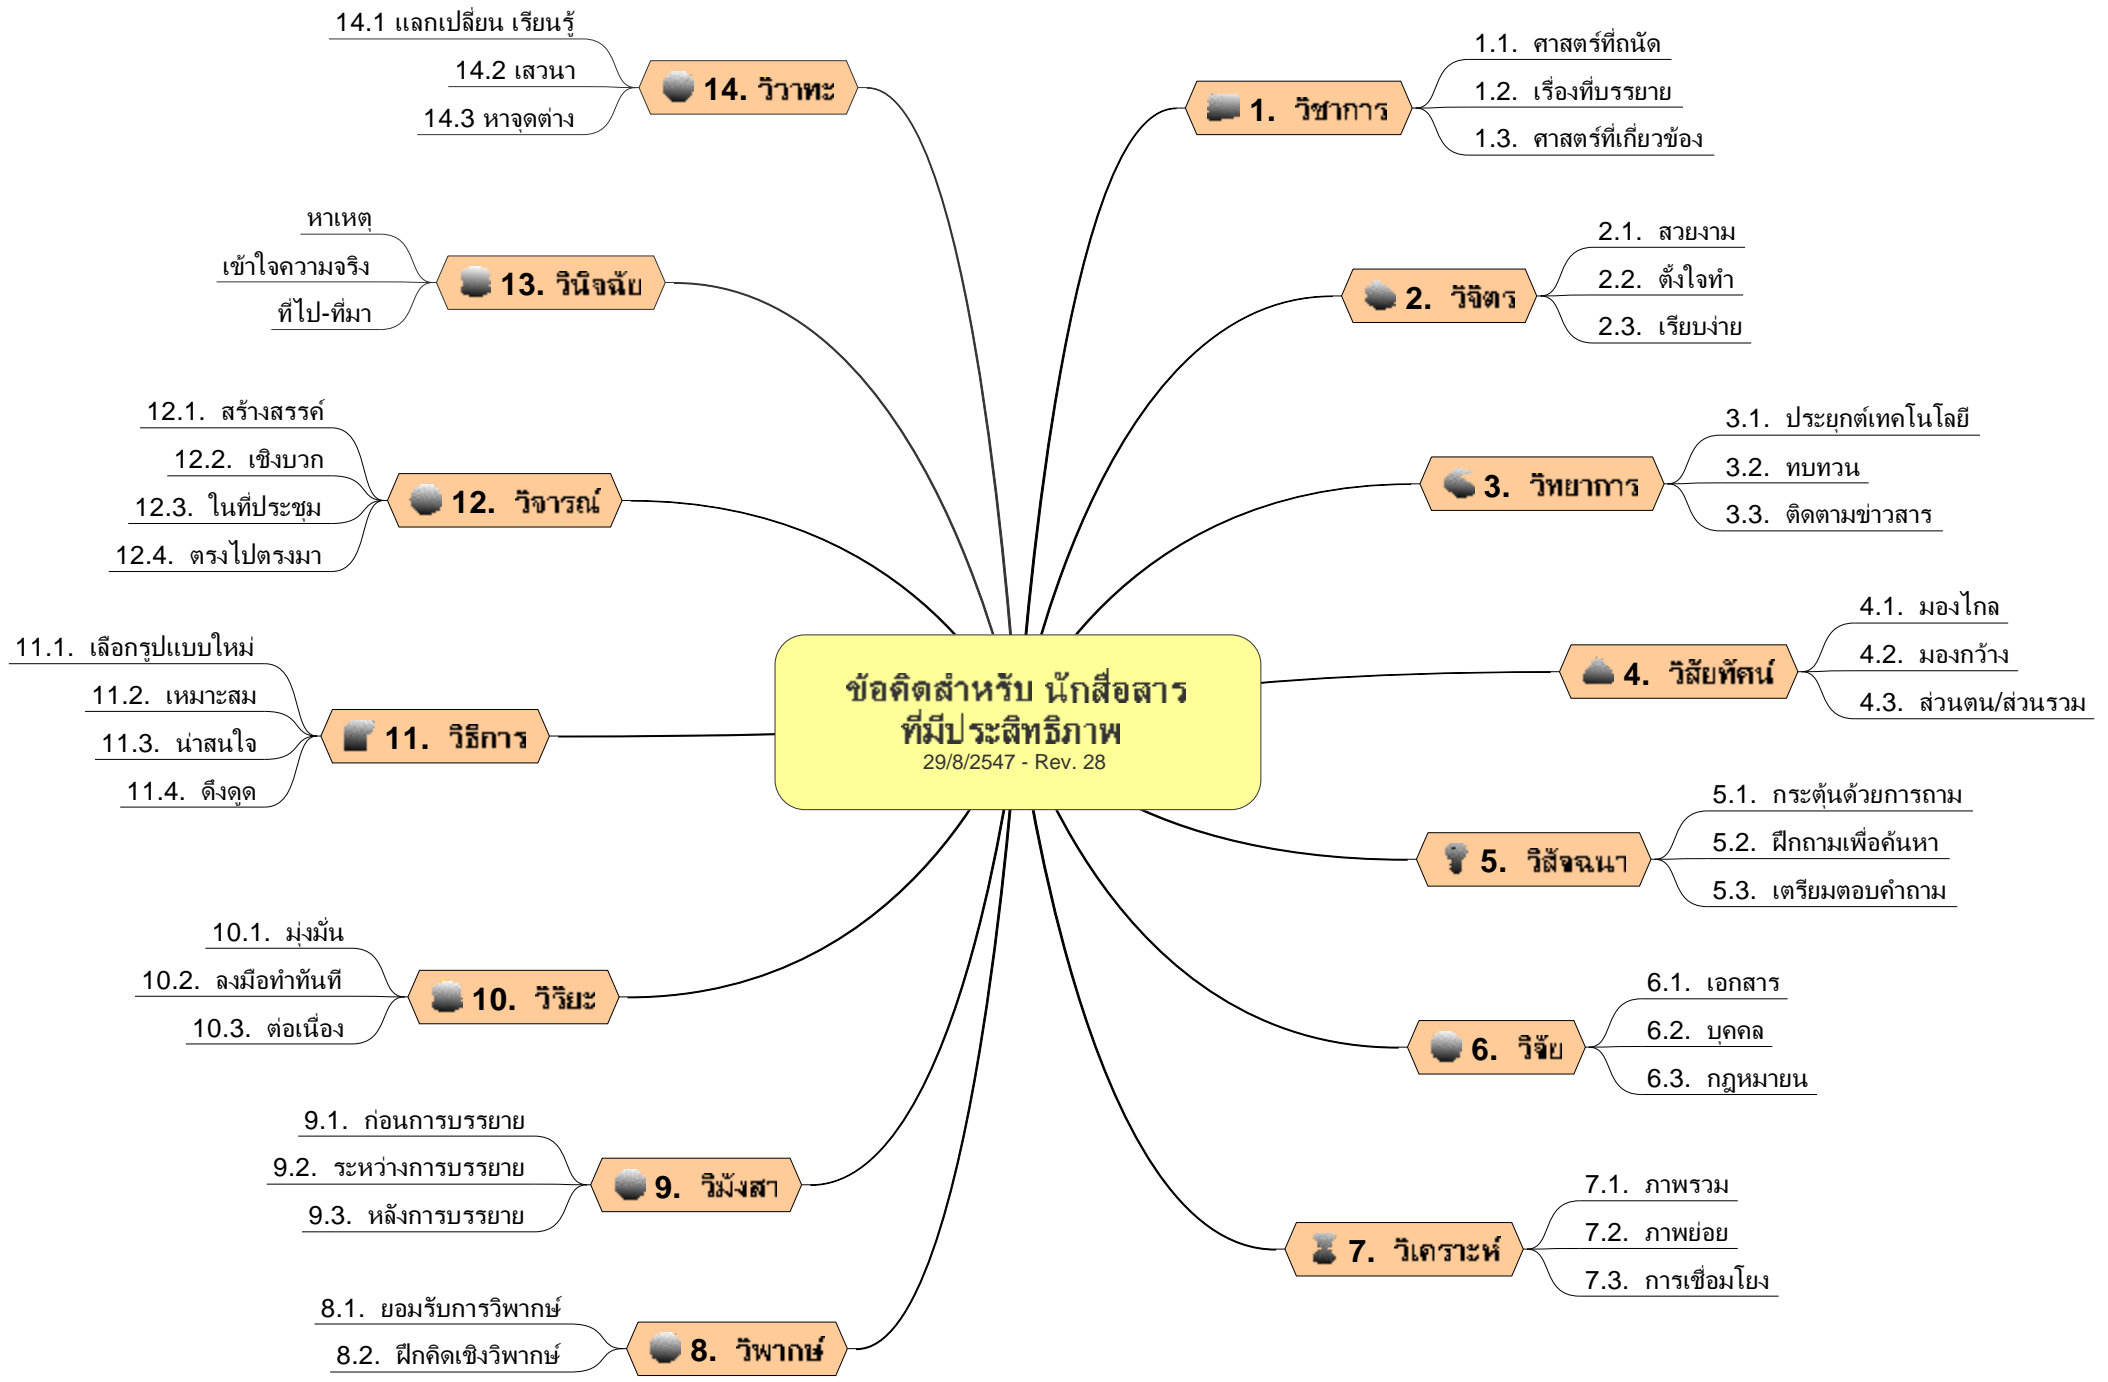 ข้อคิดสำหรับ นักสื่อสาร
ที่มีประสิทธิภาพ
29/8/2547 - Rev. 28
1. วิชาการ
1.1. ศาสตร์ที่ถนัด
1.2. เรื่องที่บรรยาย
1.3. ศาสตร์ที่เกี่ยวข้อง
2. วิจิตร
2.1. สวยงาม
2.2. ตั้งใจทำ
2.3. เรียบง่าย
3. วิทยาการ
3.1. ประยุกต์เทคโนโลยี
3.2. ทบทวน
3.3. ติดตามข่าวสาร
4. วิสัยทัศน์
4.1. มองไกล
4.2. มองกว้าง
4.3. ส่วนตน/ส่วนรวม
5. วิสัจฉนา
5.1. กระตุ้นด้วยการถาม
5.2. ฝึกถามเพื่อค้นหา
5.3. เตรียมตอบคำถาม
6. วิจัย
6.1. เอกสาร
6.2. บุคคล
6.3. กฎหมายน
7. วิเคราะห์
7.1. ภาพรวม
7.2. ภาพย่อย
7.3. การเชื่อมโยง
8. วิพากษ์
8.1. ยอมรับการวิพากษ์
8.2. ฝึกคิดเชิงวิพากษ์
9. วิมังสา
9.1. ก่อนการบรรยาย
9.2. ระหว่างการบรรยาย
9.3. หลังการบรรยาย
10. วิริยะ
10.1. มุ่งมั่น
10.2. ลงมือทำทันที
10.3. ต่อเนื่อง
11. วิธีการ
11.1. เลือกรูปแบบใหม่
11.2. เหมาะสม
11.3. น่าสนใจ
11.4. ดึงดูด
12. วิจารณ์
12.1. สร้างสรรค์
12.2. เชิงบวก
12.3. ในที่ประชุม
12.4. ตรงไปตรงมา
13. วินิจฉัย
หาเหตุ
เข้าใจความจริง
ที่ไป-ที่มา
14. วิวาทะ
14.1 แลกเปลี่ยน เรียนรู้
14.2 เสวนา
14.3 หาจุดต่าง